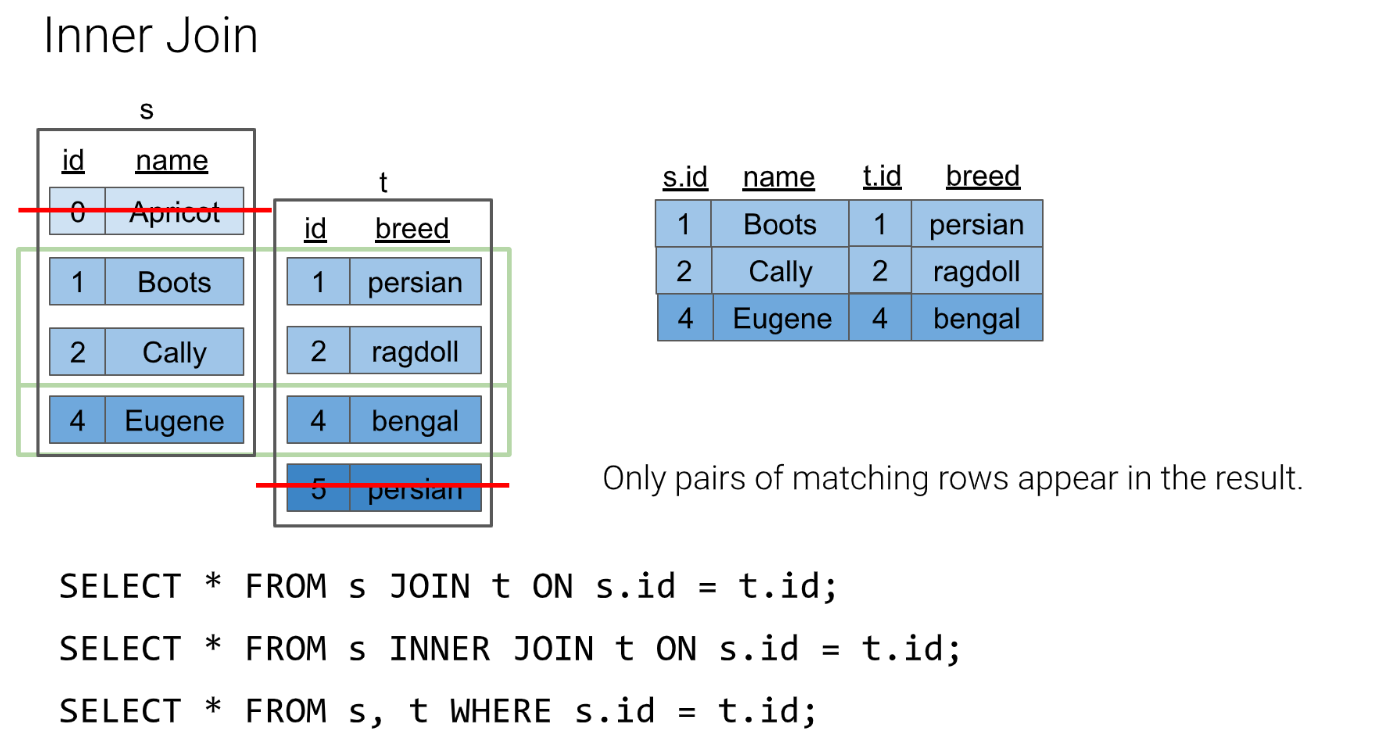 Inner Join
s
id name
0 Apricot
1 Boots
2 Cally
4 Eugene
t
id breed
1 persian
2 ragdoll
4 bengal
5 persian
s.id name t.id breed
1 Boots 1 persian
2 Cally 2 ragdoll
4 Eugene 4 bengal
Only pairs of matching rows appear in the result.
SELECT * FROM s JOIN t ON s.id = t.id;
SELECT * FROM s INNER JOIN t ON s.id = t.id;
SELECT * FROM s, t WHERE s.id = t.id;